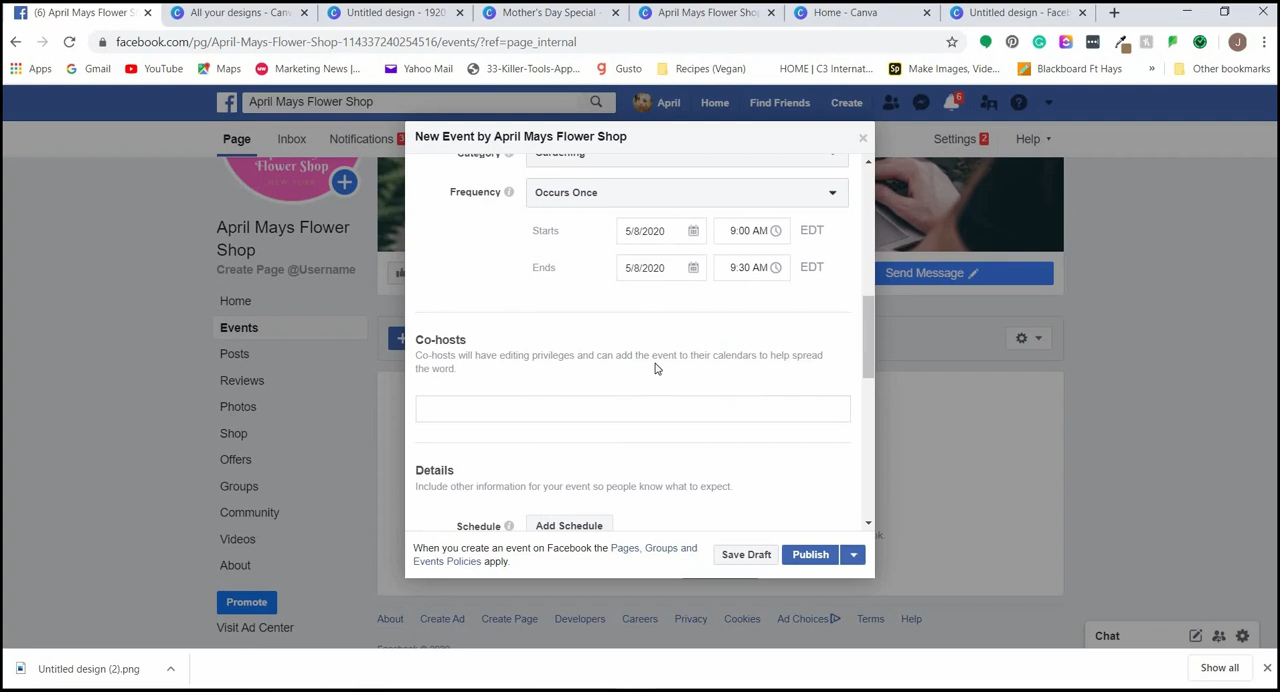 (6) April Mays Flower S
All your designs - Canv
Untitled design - 1920
Mother's Day Special -
April Mays Flower Sho
Home - Canva
Untitled design - Faceb
facebook.com/pg/April-Mays-Flower-Shop-114337240254516/events/?ref=page_internal
J
Apps
Gmail
YouTube
Maps
Marketing News |...
Yahoo Mail
33-Killer-Tools-App...
Gusto
Recipes (Vegan)
HOME | C3 Internat...
Sp
Make Images, Vide...
Blackboard Ft Hays
»
Other bookmarks
April Mays Flower Shop
April
Home
Find Friends
Create
6
Page
Inbox
Notifications
New Event by April Mays Flower Shop
Settings 2
Help
Flower Shop
NEW YORK
Category
Gardening
Frequency
Occurs Once
April Mays Flower
Shop
Create Page @Username
Starts
5/8/2020
9:00 AM
EDT
Ends
5/8/2020
9:30 AM
EDT
Send Message
Home
Events
Posts
Reviews
Photos
Shop
Offers
Groups
Community
Videos
About
Co-hosts
Co-hosts will have editing privileges and can add the event to their calendars to help spread
the word.
Details
Include other information for your event so people know what to expect.
Schedule
Add Schedule
When you create an event on Facebook the Pages, Groups and
Events Policies apply.
Save Draft
Publish
Promote
Visit Ad Center
About
Create Ad
Create Page
Developers
Careers
Privacy
Cookies
Ad Choices
Terms
Help
Chat
Untitled design (2).png
Show all